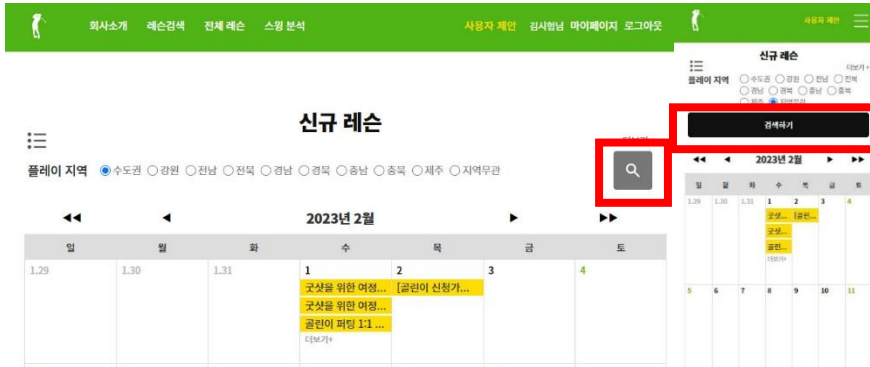 회사소개 레슨검색 전체 레슨 스윙 분석 사용자 제안 김시험님 마이페이지 로그아웃
신규 레슨
플레이 지역 수도권 강원 전남 전북 경남 경북 충남 충북 제주 지역무관
◀◀ ◀ 2023년 2월 ▶ ▶▶
일 월 화 수 목 금 토
1.29 1.30 1.31 1 2 3 4
굿샷을 위한 여정... [골린이 신청가...
굿샷을 위한 여정...
골린이 퍼팅 1:1 ...
더보기+
사용자 제안
신규 레슨
더보기+
플레이 지역 수도권 강원 전남 전북
경남 경북 충남 충북
제주 지역무관
검색하기
◀◀ ◀ 2023년 2월 ▶ ▶▶
일 월 화 수 목 금 토
1.29 1.30 1.31 1 2 3 4
굿샷... [골린...
굿샷...
골린...
더보기+
5 6 7 8 9 10 11